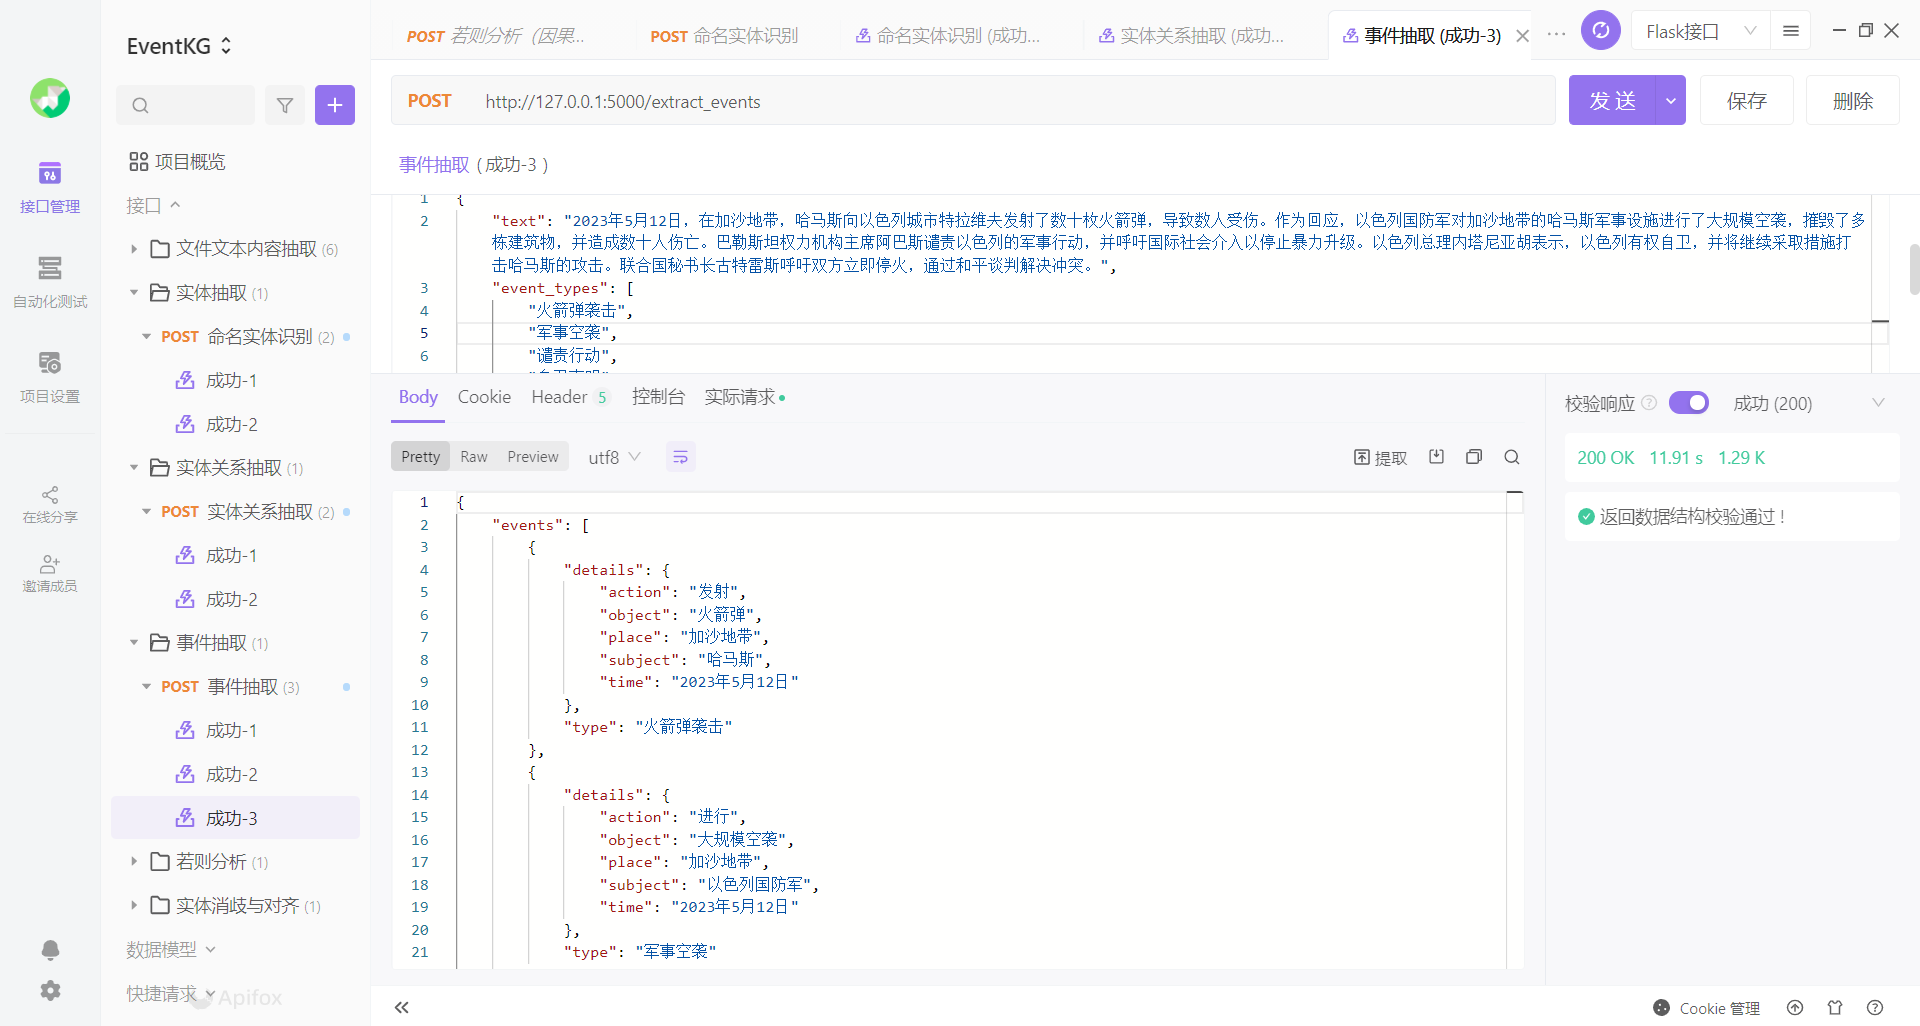 EventKG
POST 若则分析（因果...
POST 命名实体识别
命名实体识别 (成功...
实体关系抽取 (成功...
事件抽取 (成功-3)
Flask接口
POST http://127.0.0.1:5000/extract_events
发 送
保存
删除
事件抽取 ( 成功-3 )
接口管理
自动化测试
项目设置
在线分享
邀请成员
项目概览
接口
文件文本内容抽取 (6)
实体抽取 (1)
POST 命名实体识别 (2)
成功-1
成功-2
实体关系抽取 (1)
POST 实体关系抽取 (2)
成功-1
成功-2
事件抽取 (1)
POST 事件抽取 (3)
成功-1
成功-2
成功-3
若则分析 (1)
实体消歧与对齐 (1)
数据模型
快捷请求
Apifox
1 {
2 "text": "2023年5月12日，在加沙地带，哈马斯向以色列城市特拉维夫发射了数十枚火箭弹，导致数人受伤。作为回应，以色列国防军对加沙地带的哈马斯军事设施进行了大规模空袭，摧毁了多
栋建筑物，并造成数十人伤亡。巴勒斯坦权力机构主席阿巴斯谴责以色列的军事行动，并呼吁国际社会介入以停止暴力升级。以色列总理内塔尼亚胡表示，以色列有权自卫，并将继续采取措施打
击哈马斯的攻击。联合国秘书长古特雷斯呼吁双方立即停火，通过和平谈判解决冲突。",
3 "event_types": [
4 "火箭弹袭击",
5 "军事空袭",
6 "谴责行动",
Body Cookie Header 5 控制台 实际请求
Pretty Raw Preview utf8
提取
1 {
2 "events": [
3 {
4 "details": {
5 "action": "发射",
6 "object": "火箭弹",
7 "place": "加沙地带",
8 "subject": "哈马斯",
9 "time": "2023年5月12日"
10 },
11 "type": "火箭弹袭击"
12 },
13 {
14 "details": {
15 "action": "进行",
16 "object": "大规模空袭",
17 "place": "加沙地带",
18 "subject": "以色列国防军",
19 "time": "2023年5月12日"
20 },
21 "type": "军事空袭"
校验响应
成功 (200)
200 OK 11.91 s 1.29 K
返回数据结构校验通过！
Cookie 管理